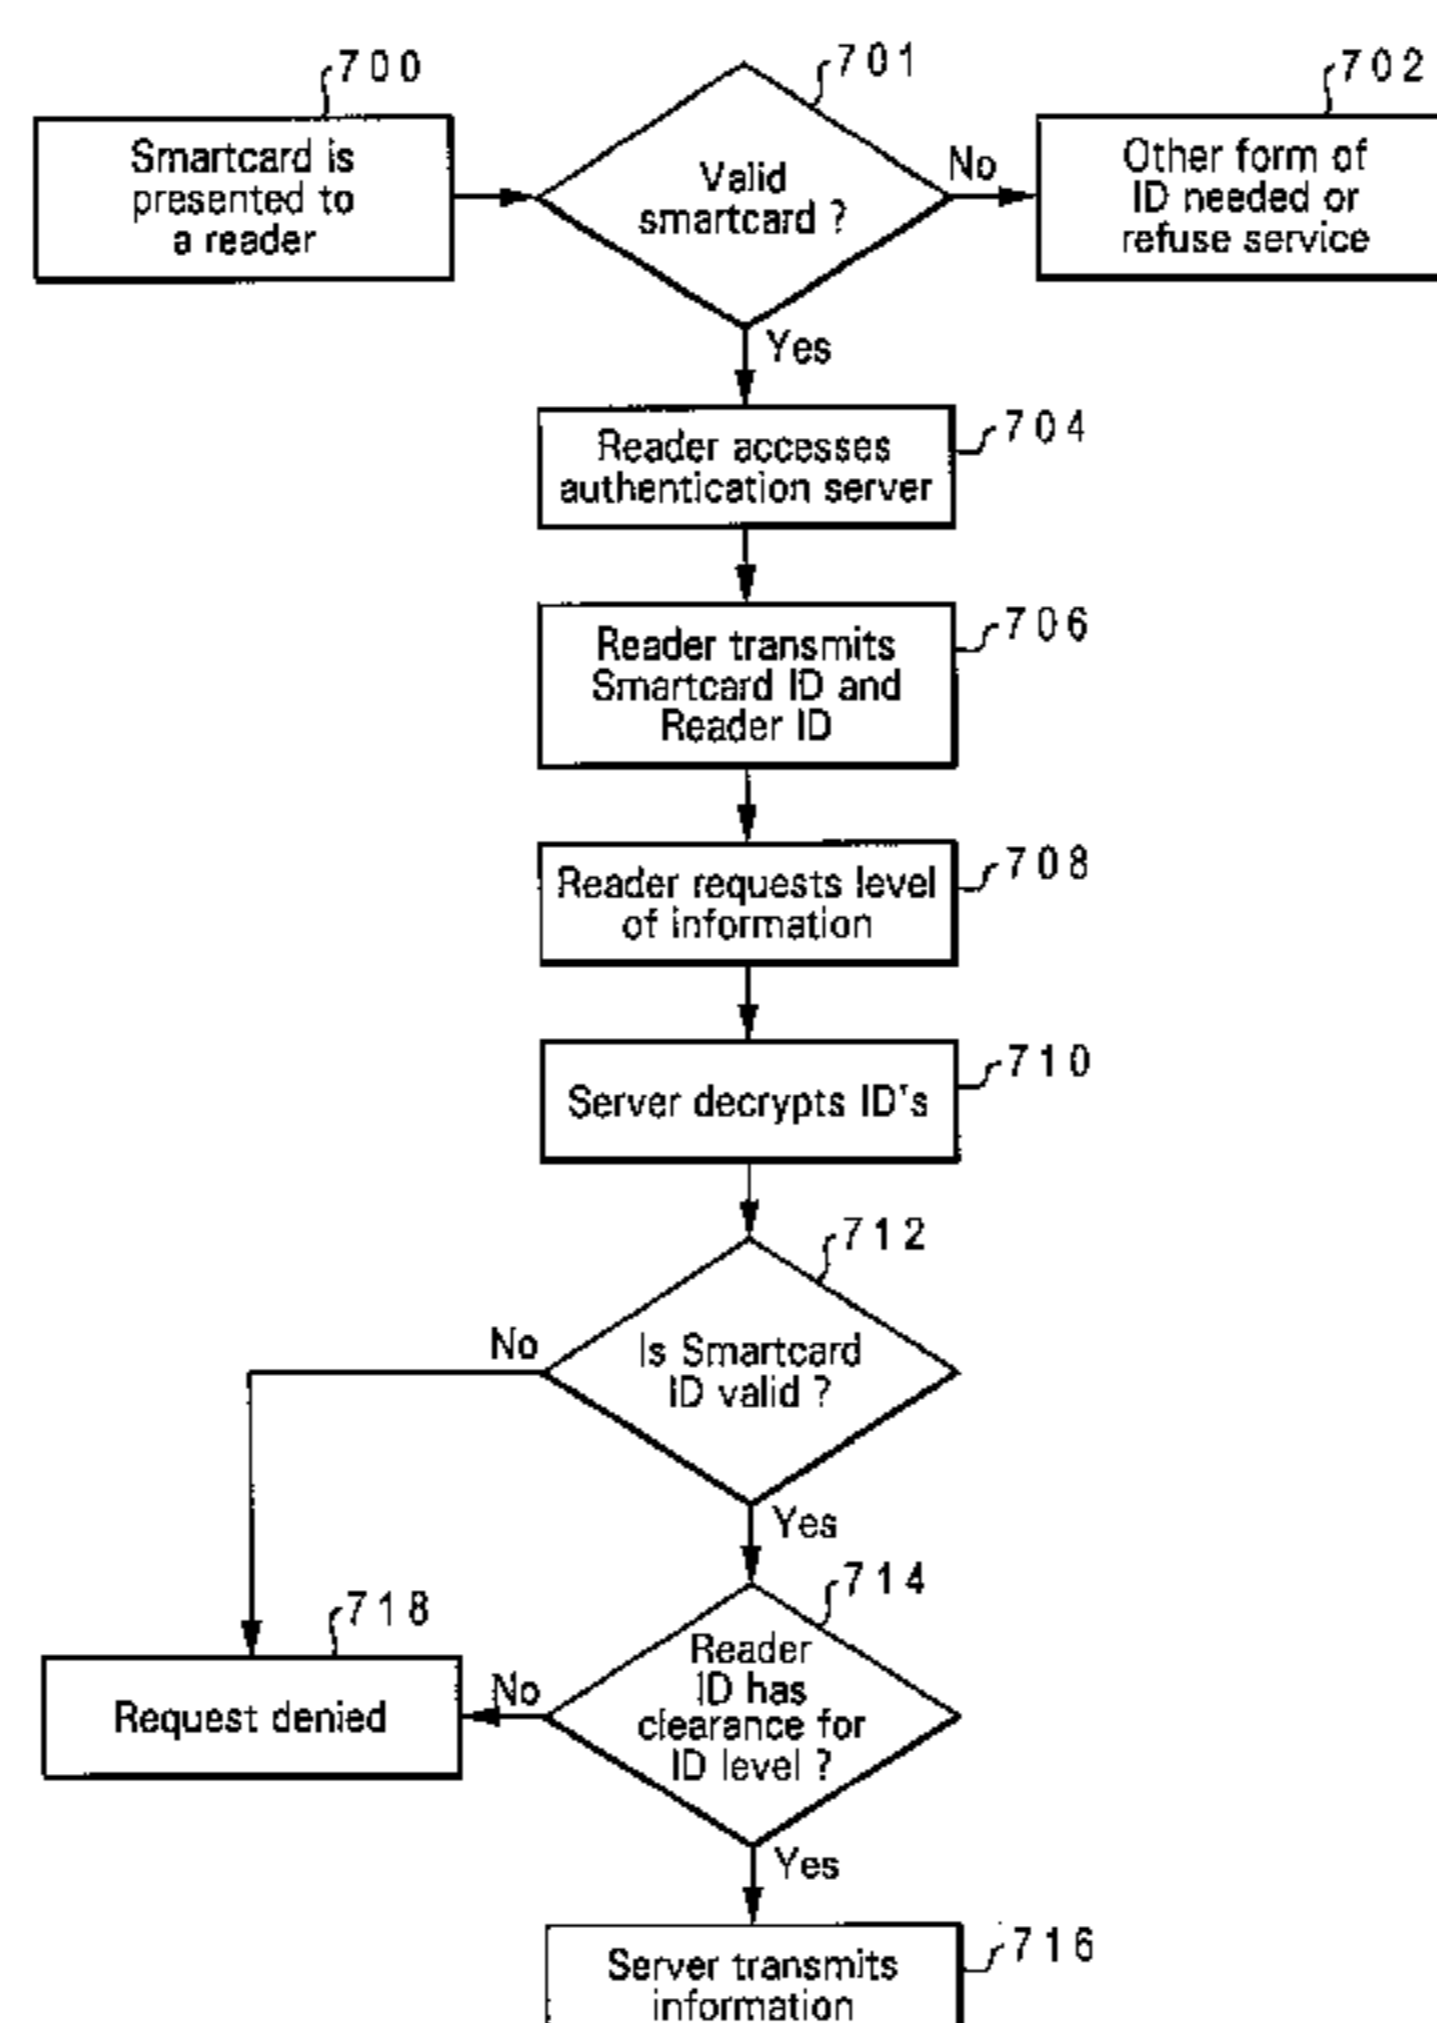 700
Smartcard is
presented to
a reader
701
Valid
smartcard ?
No
702
Other form of
ID needed or
refuse service
Yes
704
Reader accesses
authentication server
706
Reader transmits
Smartcard ID and
Reader ID
708
Reader requests level
of information
710
Server decrypts ID's
712
Is Smartcard
ID valid ?
No
Yes
714
Reader
ID has
clearance for
ID level ?
No
718
Request denied
Yes
716
Server transmits
information